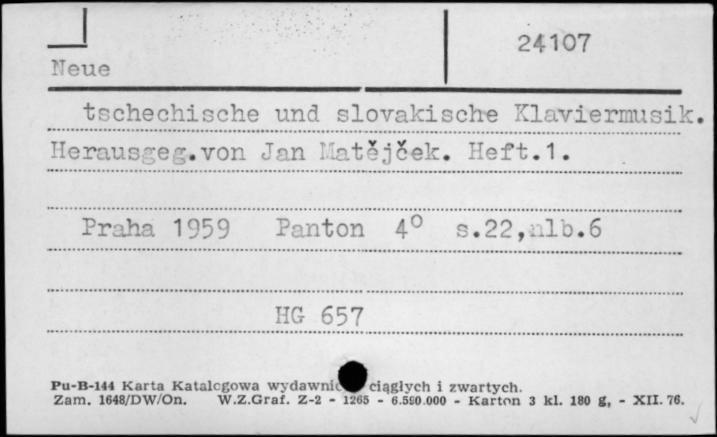 24107
Neue
tschechische und slovakische Klaviermusik.
Herausgeg.von Jan Matějček. Heft.1.
Praha 1959 Panton 4° s.22,nlb.6
HG 657
Pu-B-144 Karta Katalogowa ciągłych i zwartych.
Zam. 1648/DW/On. W.Z.Graf. Z-2 - 1265 - 6.590.000 - Karton 3 kl. 180 g, - XII. 76.